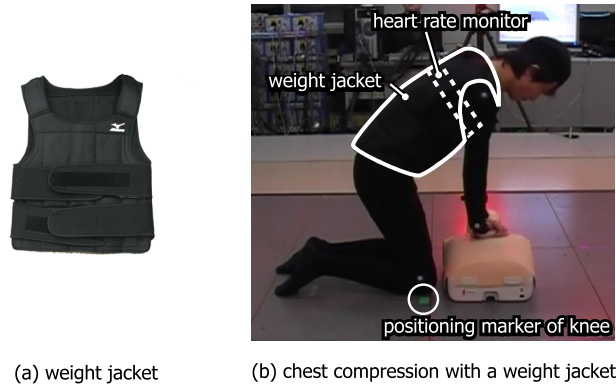 heart rate monitor
weight jacket
positioning marker of knee
(a) weight jacket
(b) chest compression with a weight jacket